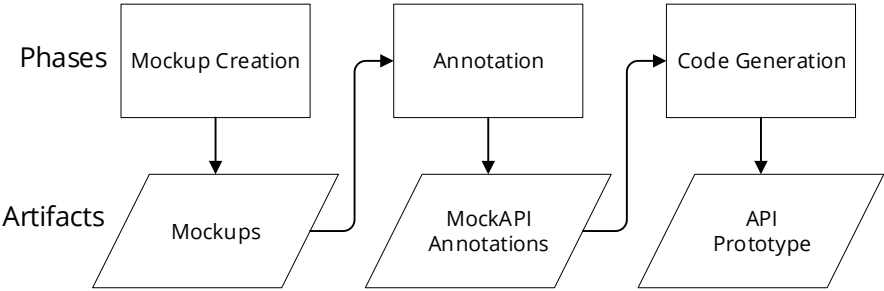 Phases
Mockup Creation
Annotation
Code Generation
Artifacts
Mockups
MockAPI
Annotations
API
Prototype